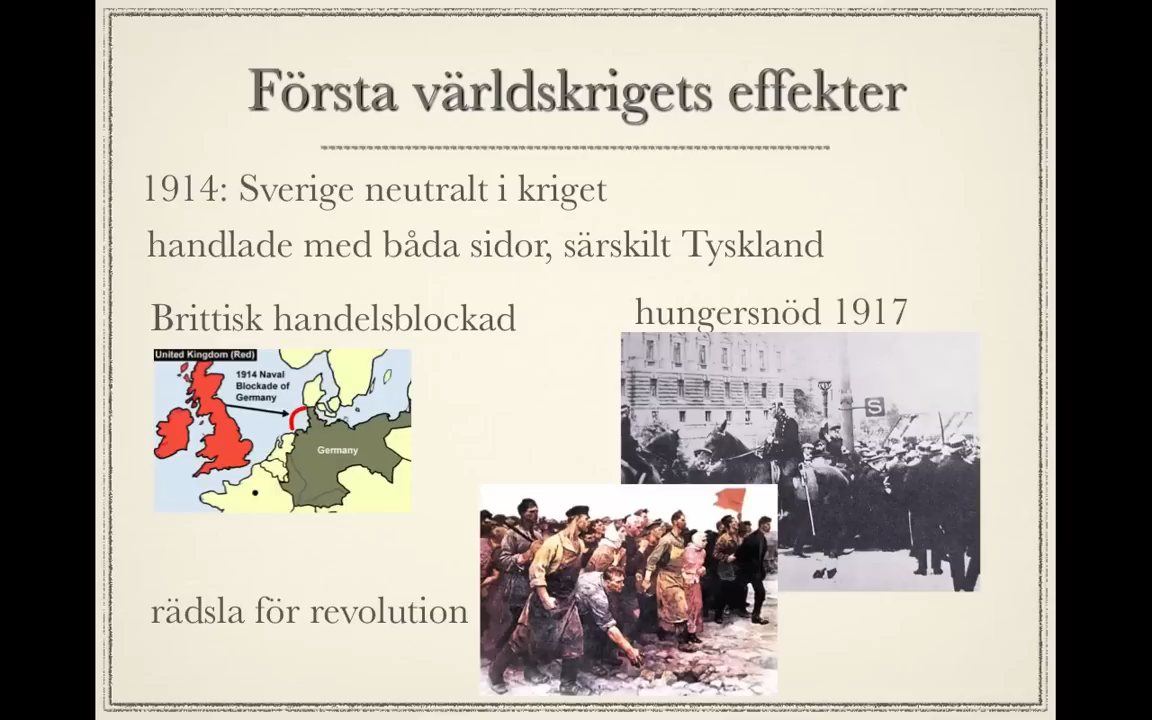 Första världskrigets effekter
1914: Sverige neutralt i kriget
handlade med båda sidor, särskilt Tyskland
Brittisk handelsblockad
hungersnöd 1917
United Kingdom (Red)
1914 Naval
Blockade of
Germany
Germany
S
rädsla för revolution